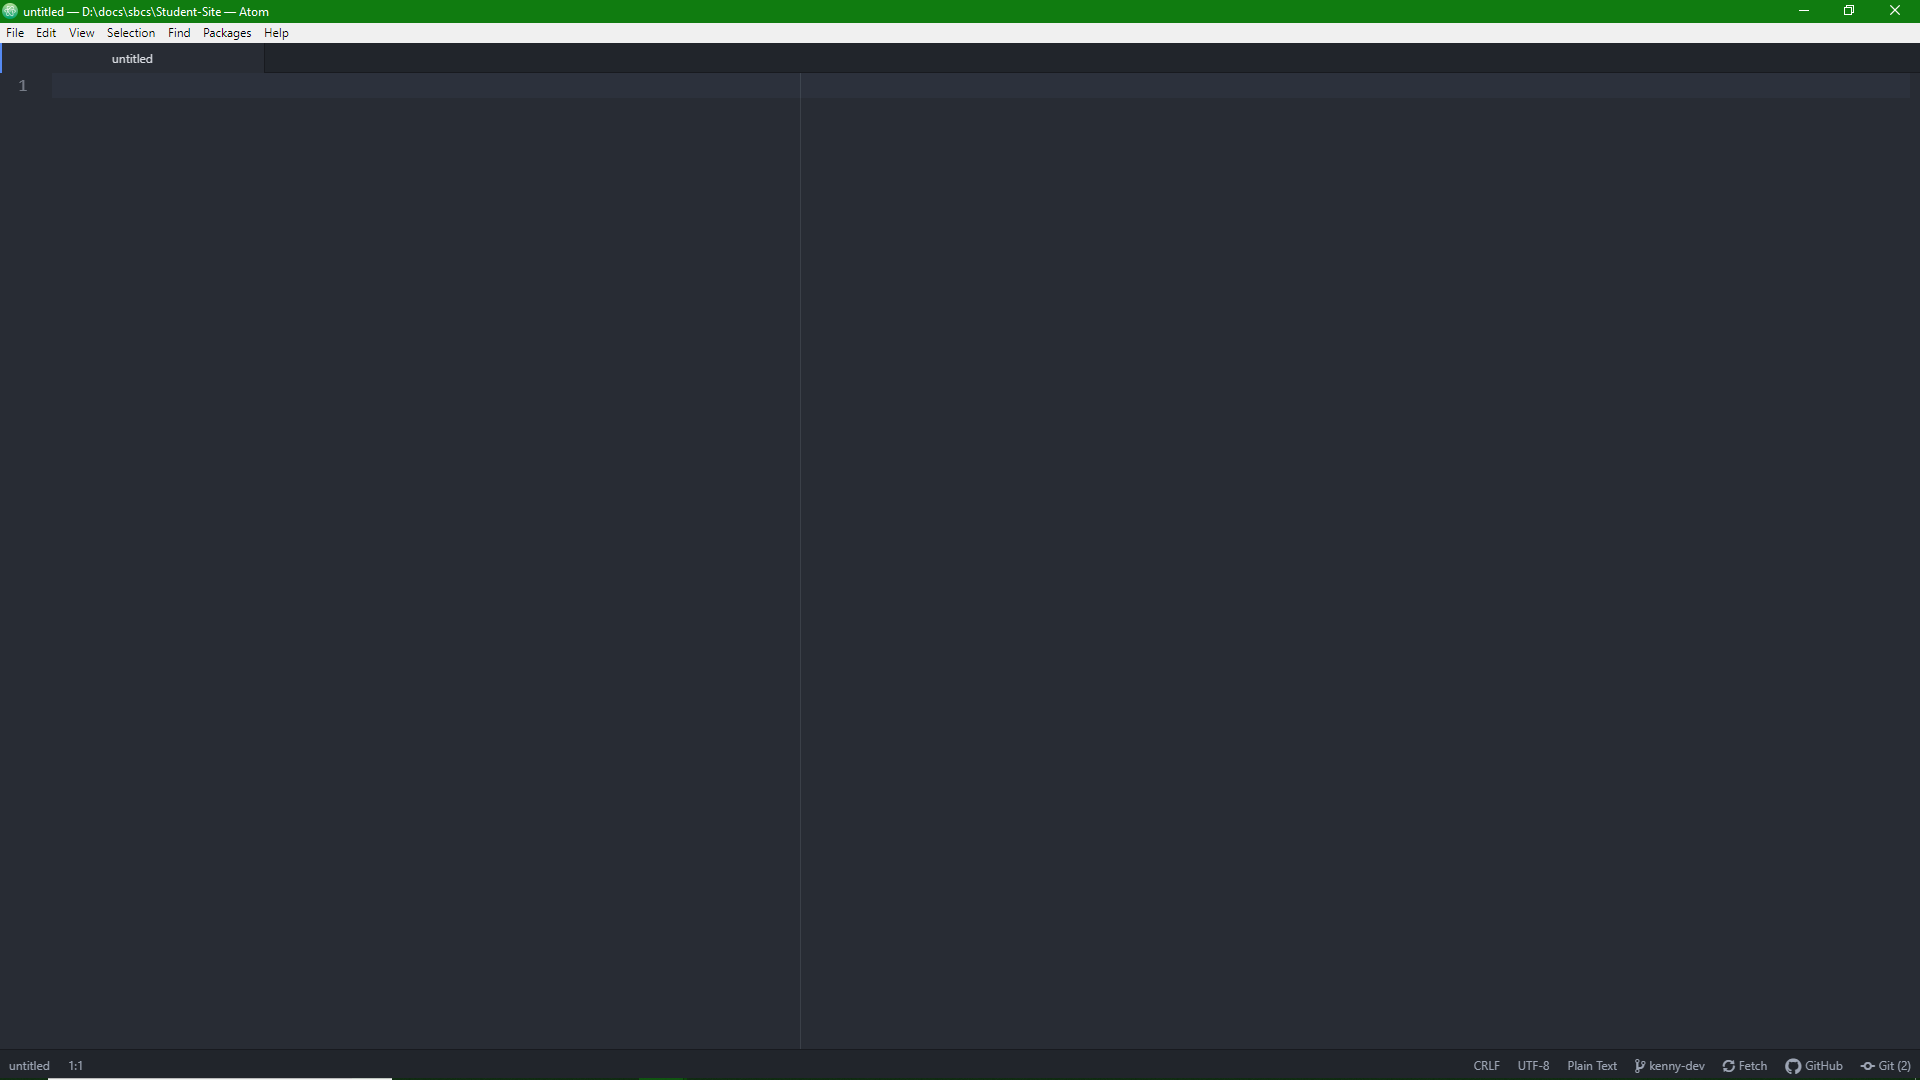 untitled — D:\docs\sbcs\Student-Site — Atom
File Edit View Selection Find Packages Help
untitled
1
untitled 1:1 CRLF UTF-8 Plain Text kenny-dev Fetch GitHub Git (2)